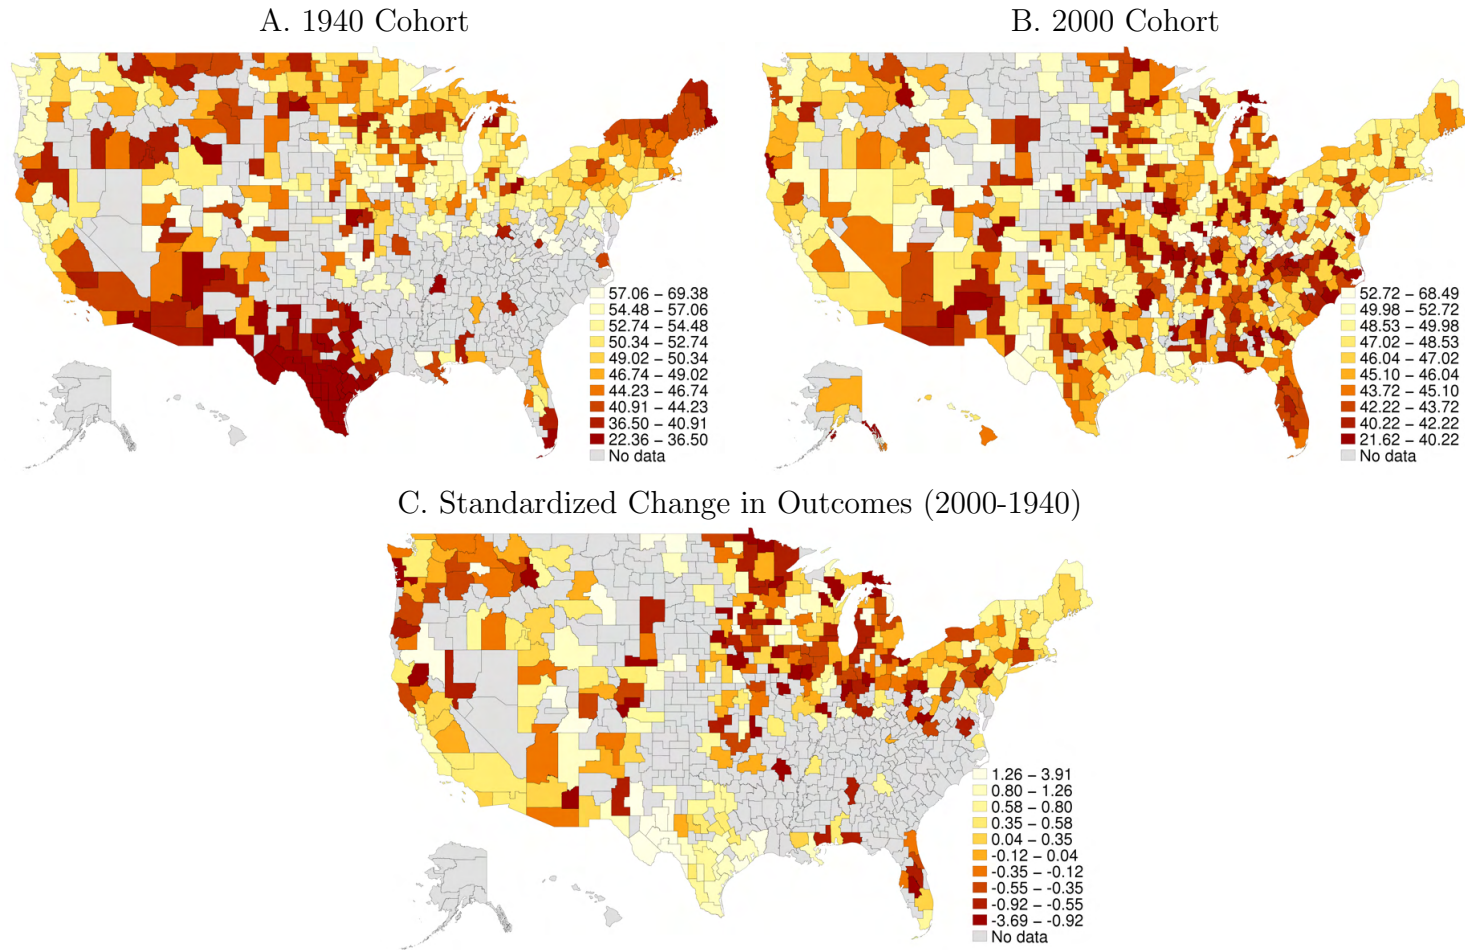 A. 1940 Cohort
57.06 – 69.38
54.48 – 57.06
52.74 – 54.48
50.34 – 52.74
49.02 – 50.34
46.74 – 49.02
44.23 – 46.74
40.91 – 44.23
36.50 – 40.91
22.36 – 36.50
No data
B. 2000 Cohort
52.72 – 68.49
49.98 – 52.72
48.53 – 49.98
47.02 – 48.53
46.04 – 47.02
45.10 – 46.04
43.72 – 45.10
42.22 – 43.72
40.22 – 42.22
21.62 – 40.22
No data
C. Standardized Change in Outcomes (2000-1940)
1.26 – 3.91
0.80 – 1.26
0.58 – 0.80
0.35 – 0.58
0.04 – 0.35
-0.12 – 0.04
-0.35 – -0.12
-0.55 – -0.35
-0.92 – -0.55
-3.69 – -0.92
No data